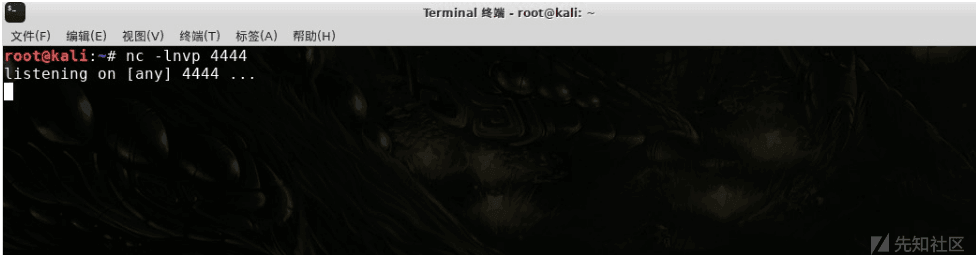 Terminal 终端 - root@kali: ~
文件(F) 编辑(E) 视图(V) 终端(T) 标签(A) 帮助(H)
root@kali:~# nc -lnvp 4444
listening on [any] 4444 ...
先知社区